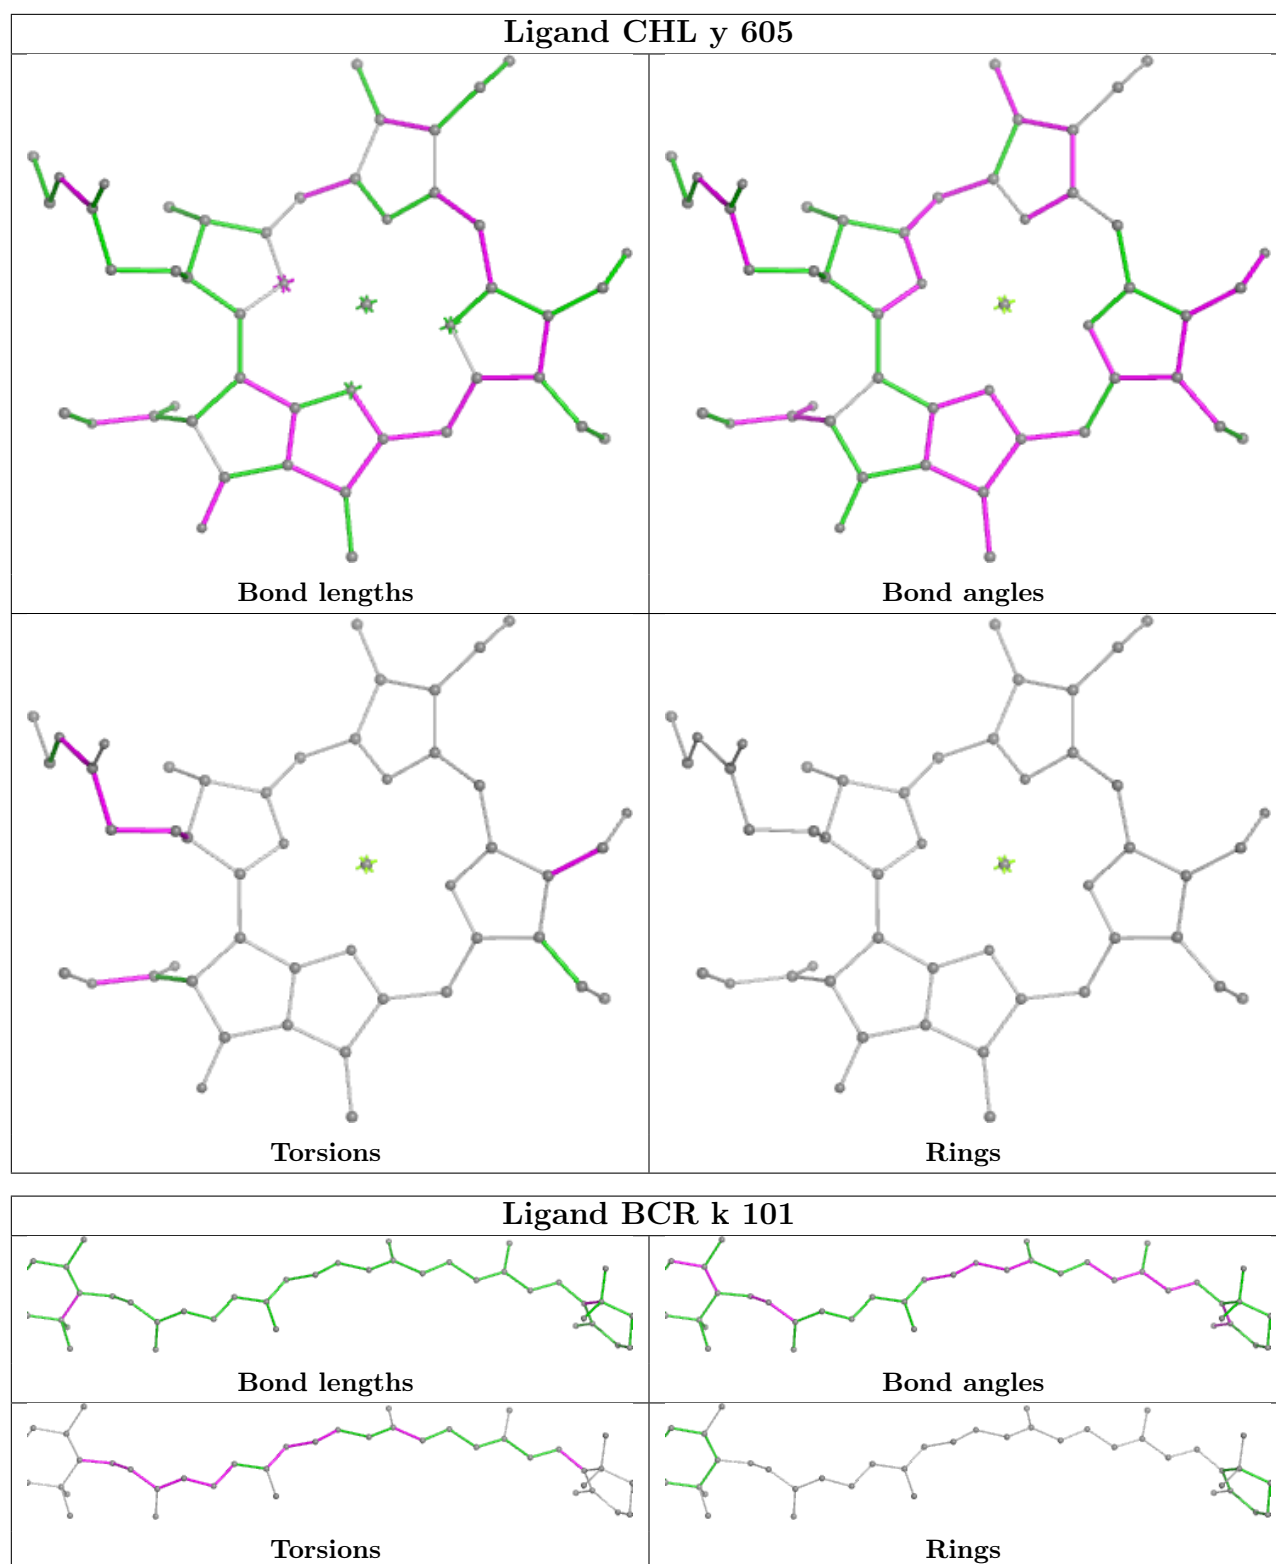 Ligand CHL y 605
Bond lengths
Bond angles
Torsions
Rings
Ligand BCR k 101
Bond lengths
Bond angles
Torsions
Rings